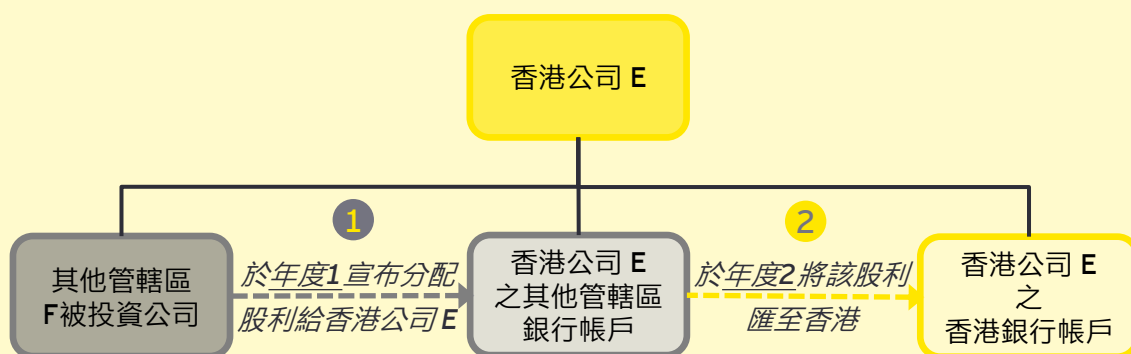 香港公司 E
1
2
其他管轄區
F被投資公司
於年度1宣布分配
股利給香港公司E
香港公司 E
之其他管轄區
銀行帳戶
於年度2將該股利
匯至香港
香港公司 E
之
香港銀行帳戶